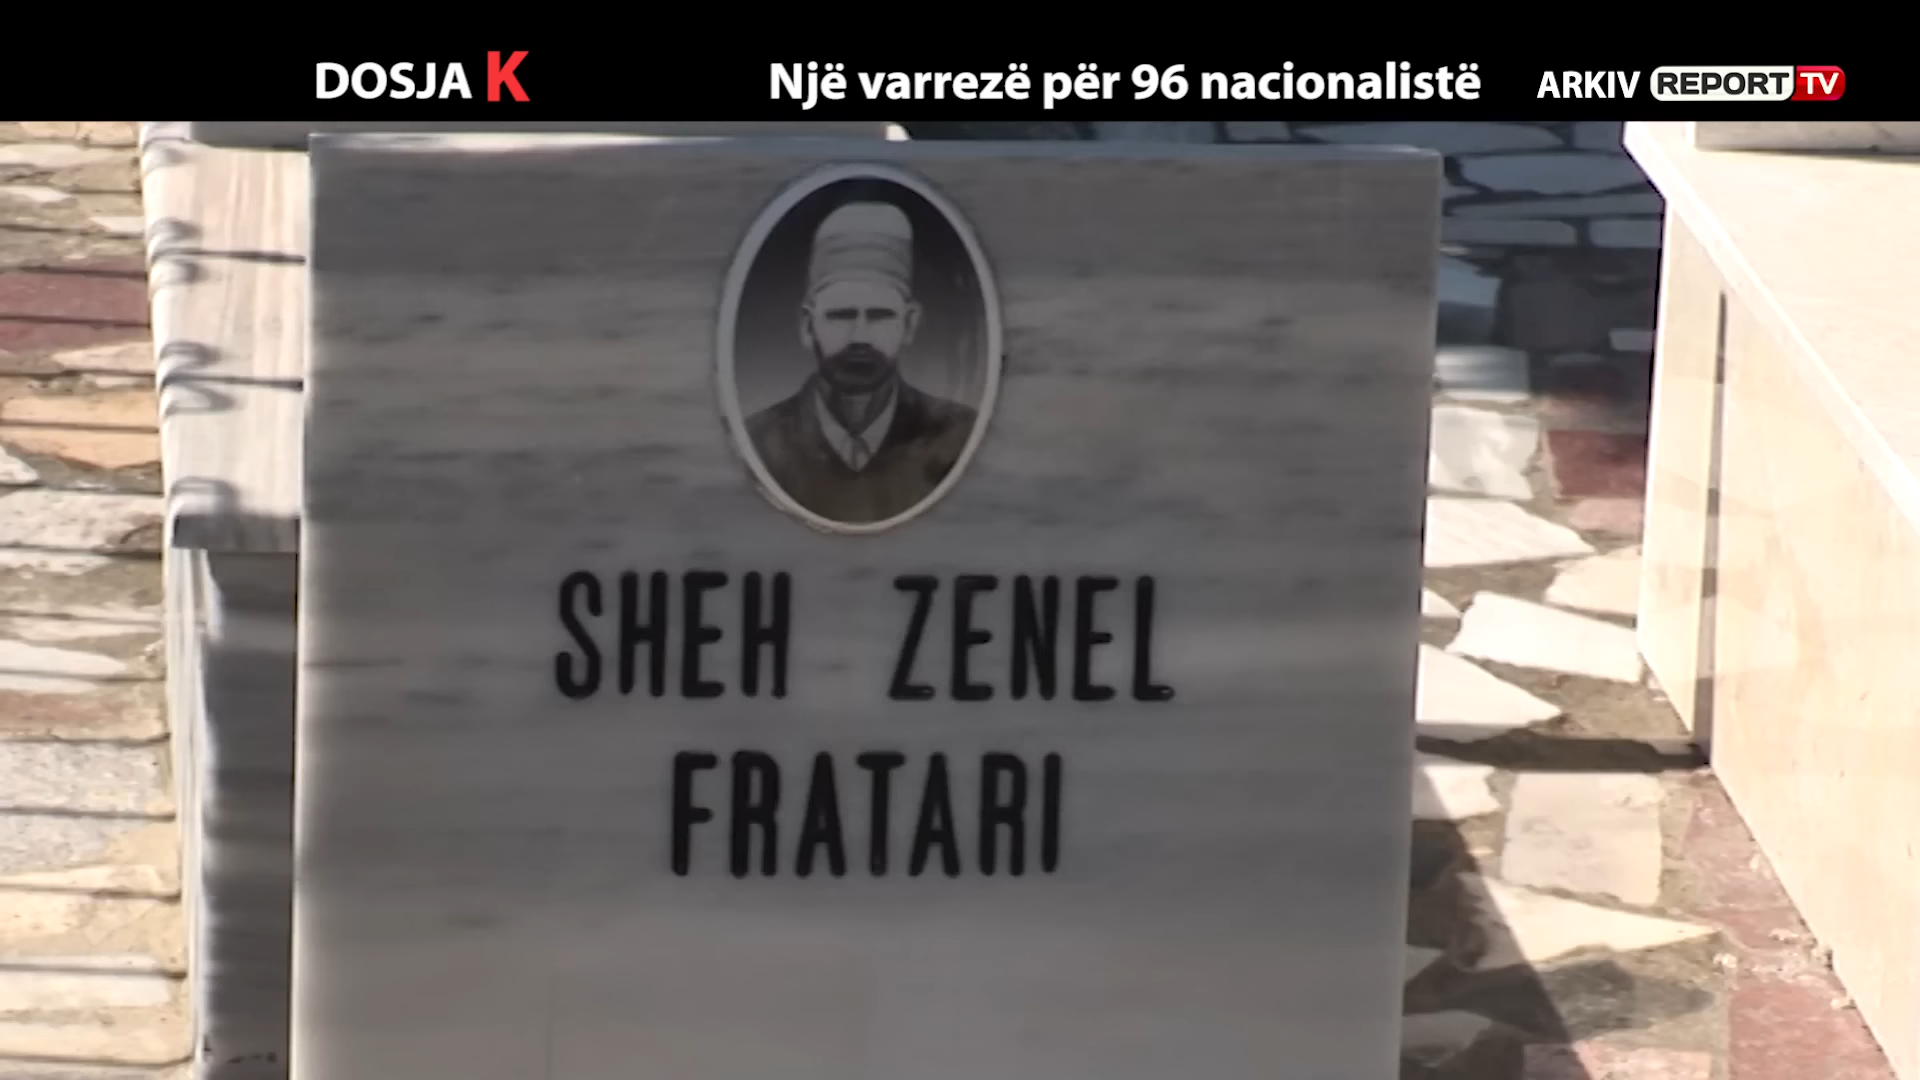 DOSJA K
Një varrezë për 96 nacionalistë
ARKIV REPORT TV
SHEH ZENEL
FRATARI